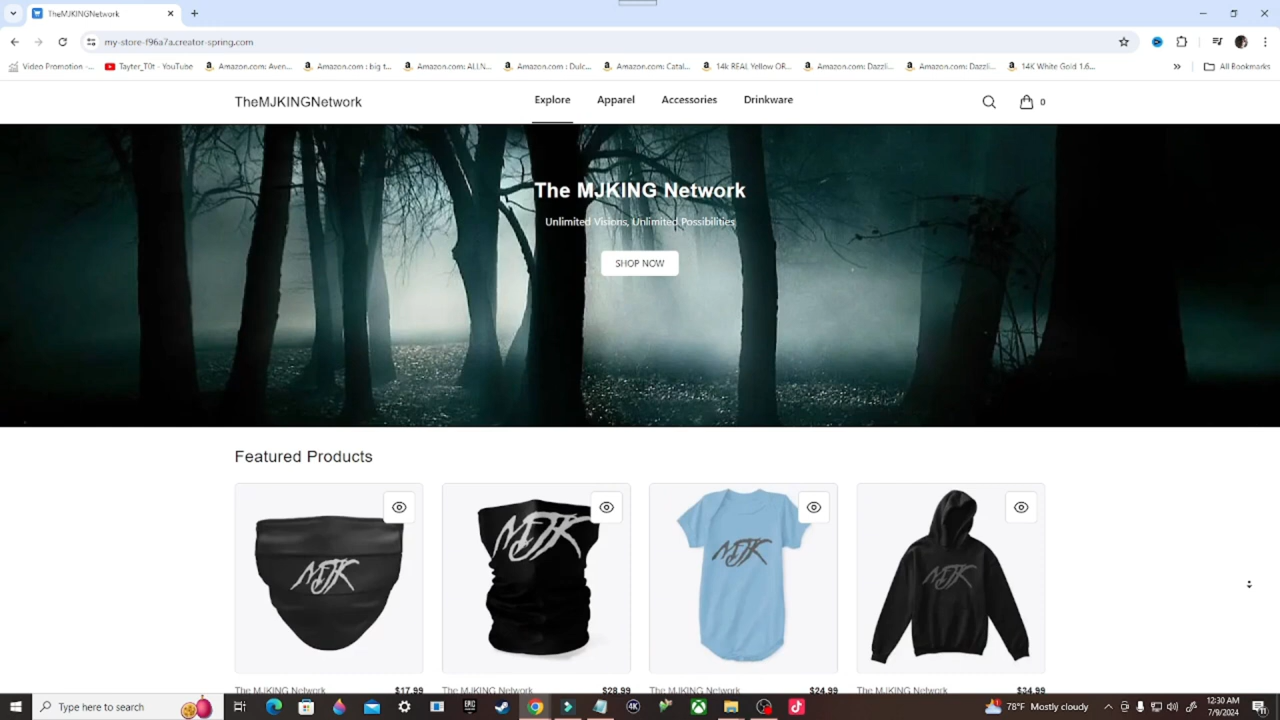 TheMJKINGNetwork
my-store-f96a7a.creator-spring.com
Video Promotion -...
Tayter_T0t - YouTube
Amazon.com: Aven...
Amazon.com : big t...
Amazon.com: ALLN...
Amazon.com : Dulc...
Amazon.com: Catal...
14k REAL Yellow OR...
Amazon.com: Dazzli...
Amazon.com: Dazzli...
14K White Gold 1.6...
All Bookmarks
TheMJKINGNetwork
Explore
Apparel
Accessories
Drinkware
0
The MJKING Network
Unlimited Visions, Unlimited Possibilities
SHOP NOW
Featured Products
MJK
MJK
MJK
MJK
The MJKING Network $17.99
The MJKING Network $28.99
The MJKING Network $24.99
The MJKING Network $34.99
Type here to search
EPIC
4K
78°F Mostly cloudy
12:30 AM
7/9/2024